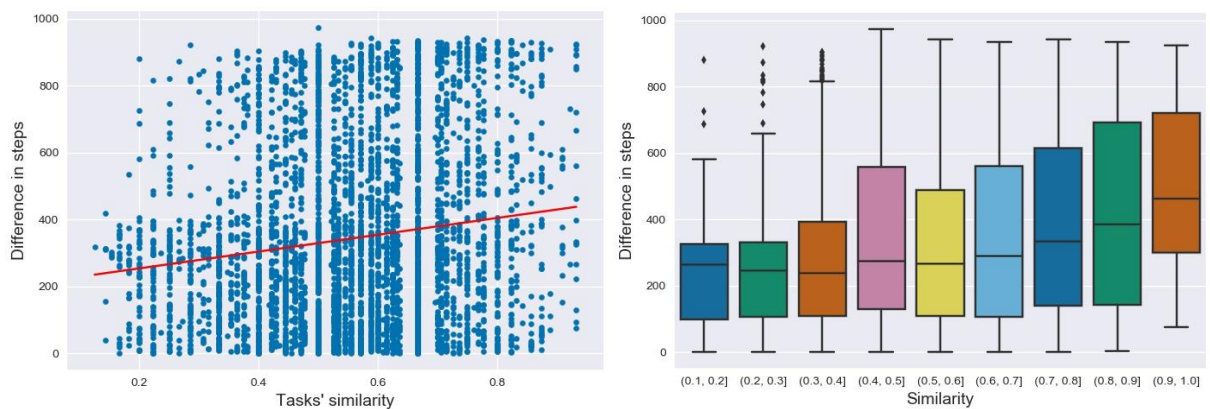 1000
800
600
400
200
0
Difference in steps
0.2 0.4 0.6 0.8
Tasks' similarity
1000
800
600
400
200
0
Difference in steps
(0.1, 0.2] (0.2, 0.3] (0.3, 0.4] (0.4, 0.5] (0.5, 0.6] (0.6, 0.7] (0.7, 0.8] (0.8, 0.9] (0.9, 1.0]
Similarity